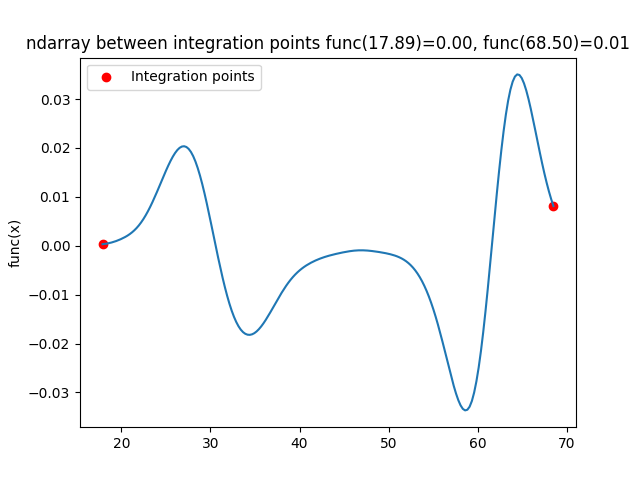 ndarray between integration points func(17.89)=0.00, func(68.50)=0.01
Integration points
func(x)
0.03
0.02
0.01
0.00
−0.01
−0.02
−0.03
20 30 40 50 60 70